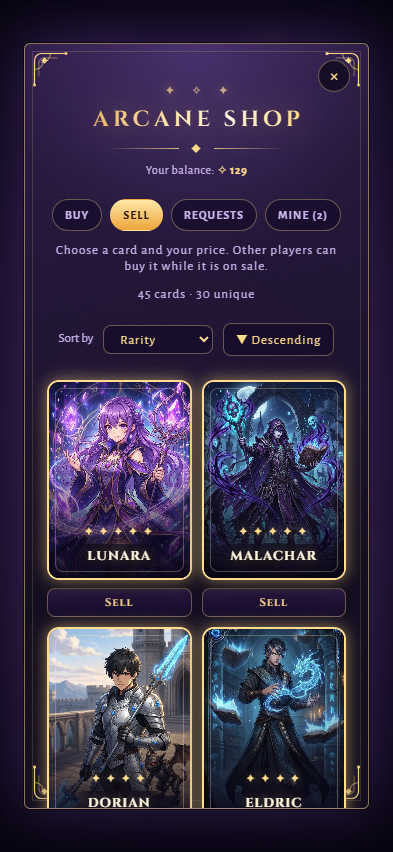 ×
ARCANE SHOP
Your balance: ✧ 129
BUY
SELL
REQUESTS
MINE (2)
Choose a card and your price. Other players can
buy it while it is on sale.
45 cards · 30 unique
Sort by
Rarity
▼ Descending
LUNARA
MALACHAR
SELL
SELL
DORIAN
ELDRIC